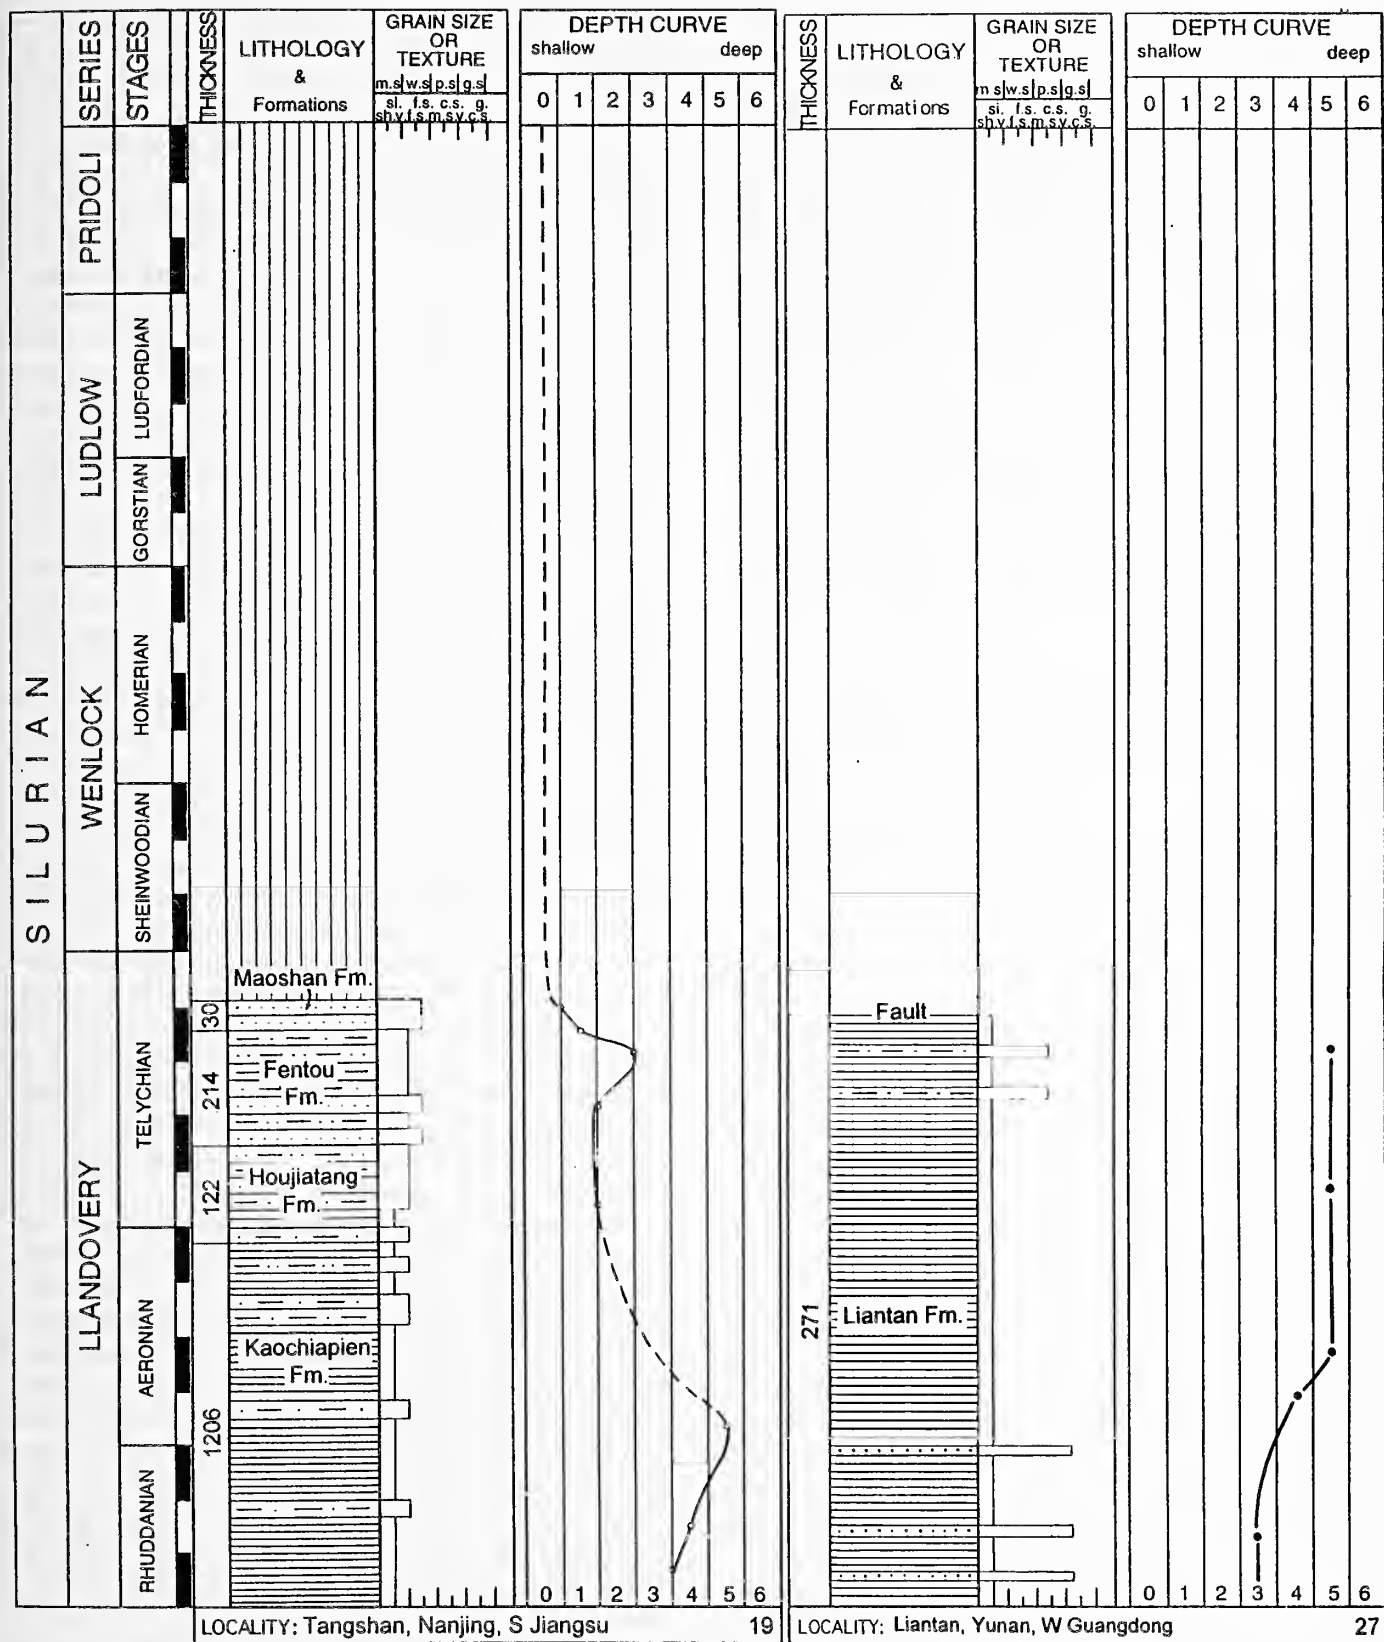 SILURIAN
SERIES
STAGES
PRIDOLI
LUDLOW
WENLOCK
LLANDOVERY
LUDFORDIAN
GORSTIAN
HOMERIAN
SHEINWOODIAN
TELYCHIAN
AERONIAN
RHUDDANIAN
THICKNESS
LITHOLOGY
&
Formations
GRAIN SIZE
OR
TEXTURE
m.s w.s p.s g.s
sl. f.s. c.s. g.
sh.v.f.s.m.s.v.c.s.
DEPTH CURVE
shallow deep
0 1 2 3 4 5 6
Maoshan Fm.
30
Fentou
Fm.
214
Houjiatang
Fm.
122
Kaochiapien
Fm.
1206
0 1 2 3 4 5 6
LOCALITY: Tangshan, Nanjing, S Jiangsu 19
THICKNESS
LITHOLOGY
&
Formations
GRAIN SIZE
OR
TEXTURE
m s w.s p.s g.s
si. f.s. c.s. g.
sh.v.f.s.m.s.v.c.s.
DEPTH CURVE
shallow deep
0 1 2 3 4 5 6
Fault
Liantan Fm.
271
0 1 2 3 4 5 6
LOCALITY: Liantan, Yunan, W Guangdong 27